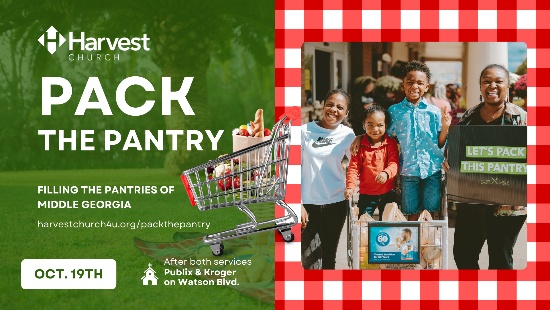 Harvest
CHURCH
PACK
THE PANTRY
FILLING THE PANTRIES OF
MIDDLE GEORGIA
harvestchurch4u.org/packthepantry
OCT. 19TH
After both services
Publix & Kroger
on Watson Blvd.
LET'S PACK
THIS PANTRY